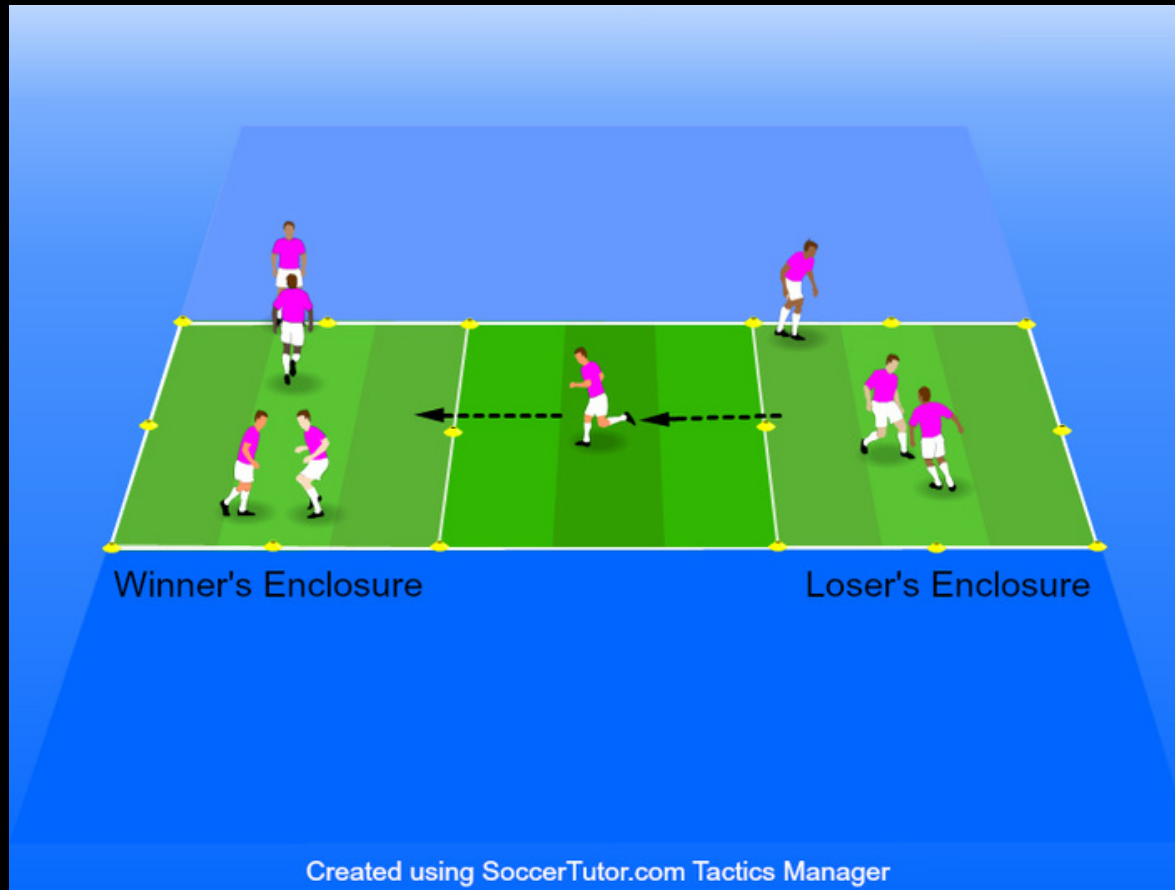 Winner's Enclosure
Loser's Enclosure
Created using SoccerTutor.com Tactics Manager